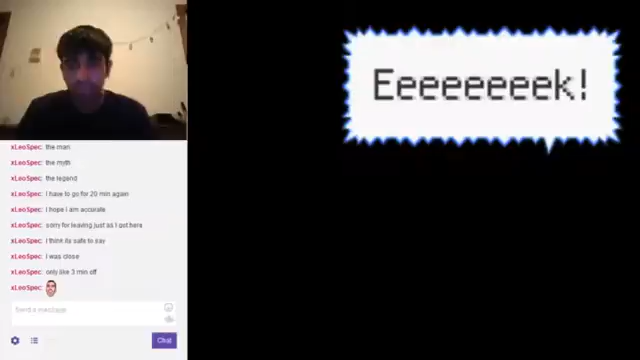 Eeeeeeeek!
xLeoSpec: the man
xLeoSpec: the myth
xLeoSpec: the legend
xLeoSpec: I have to go for 20 min again
xLeoSpec: I hope I am accurate
xLeoSpec: sorry for leaving just as I got here
xLeoSpec: I think its safe to say
xLeoSpec: I was close
xLeoSpec: only like 3 min off
xLeoSpec:
Send a message
Chat